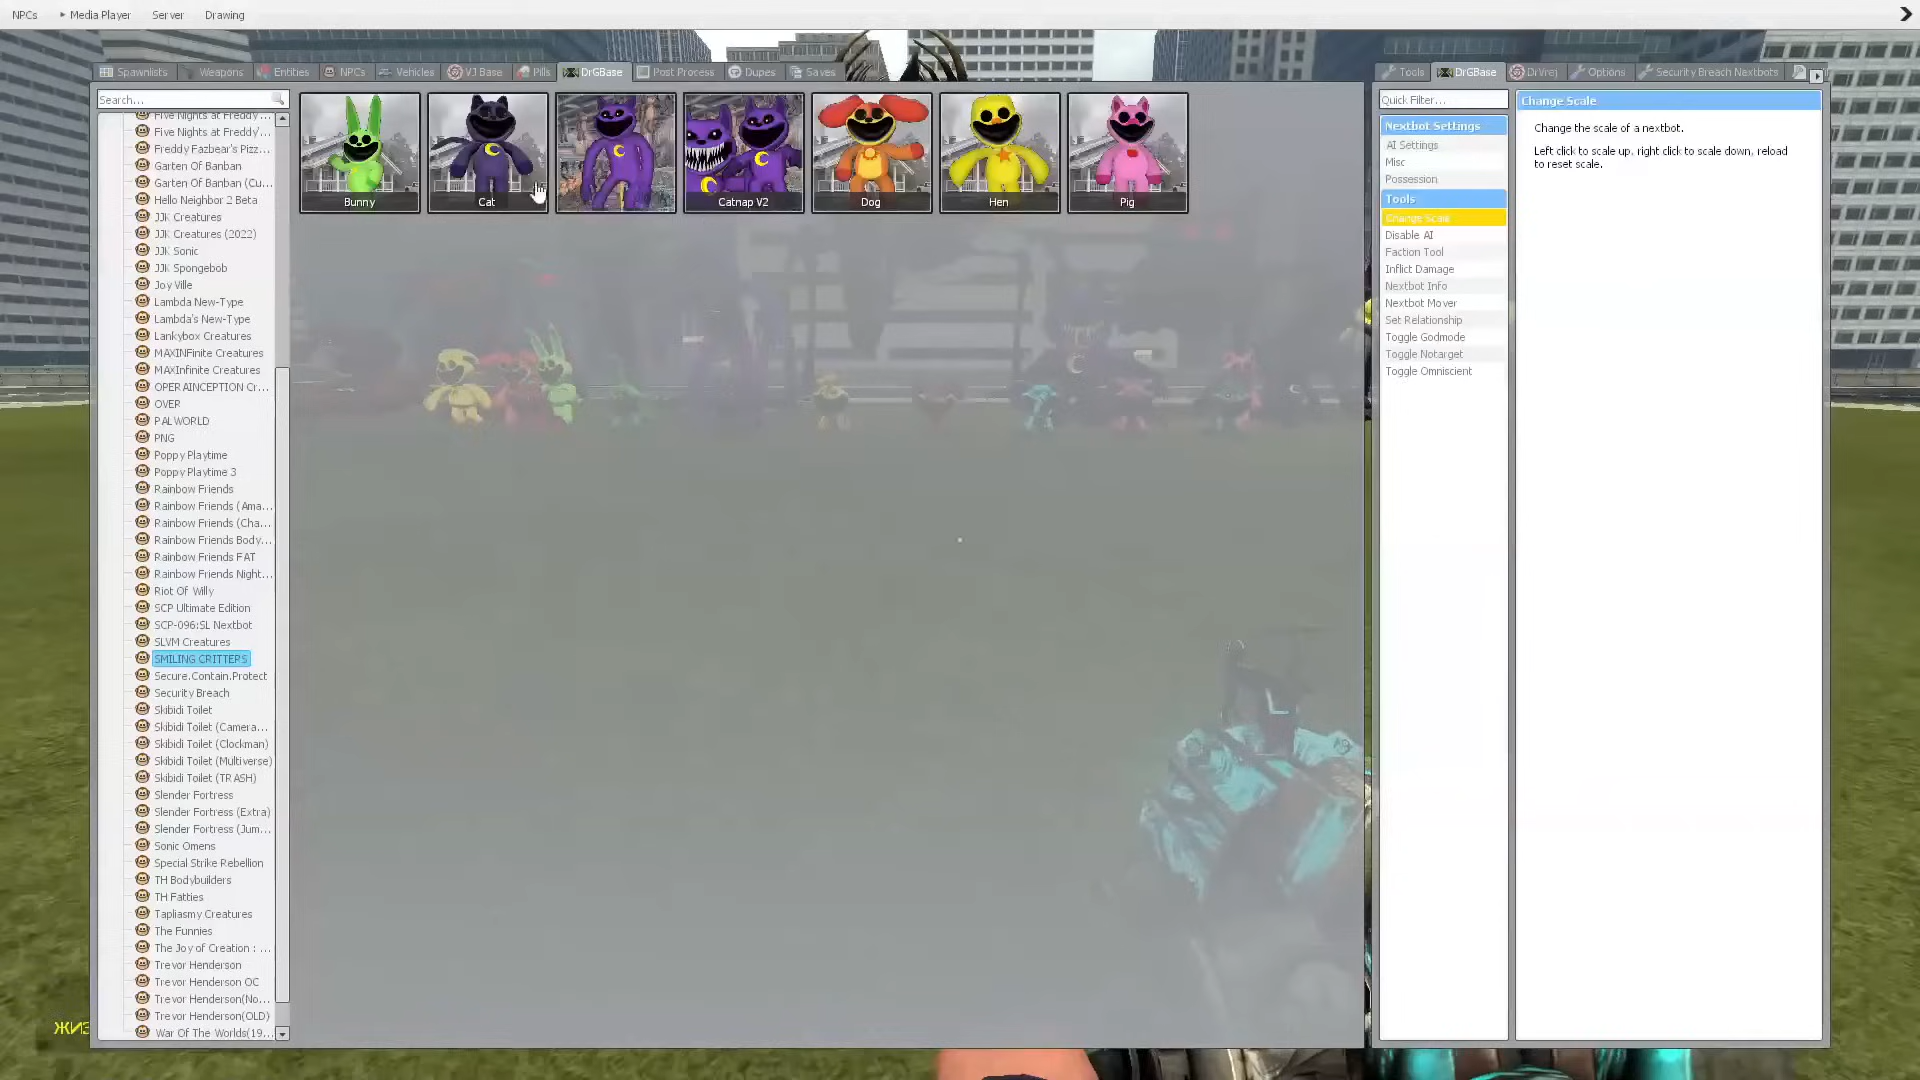 NPCs
Media Player
Server
Drawing
Spawnlists
Weapons
Entities
NPCs
Vehicles
VJ Base
Pills
DrGBase
Post Process
Dupes
Saves
Search...
Five Nights at Freddy'...
Five Nights at Freddy'...
Freddy Fazbear's Pizz...
Garten Of Banban
Garten Of Banban (Cu...
Hello Neighbor 2 Beta
JJK Creatures
JJK Creatures (2022)
JJK Sonic
JJK Spongebob
Joy Ville
Lambda New-Type
Lambda's New-Type
Lankybox Creatures
MAXINFinite Creatures
MAXInfinite Creatures
OPERAINCEPTION Cr...
OVER
PALWORLD
PNG
Poppy Playtime
Poppy Playtime 3
Rainbow Friends
Rainbow Friends (Ama...
Rainbow Friends (Cha...
Rainbow Friends Body...
Rainbow Friends FAT
Rainbow Friends Night...
Riot Of Willy
SCP Ultimate Edition
SCP-096:SL Nextbot
SLVM Creatures
SMILING CRITTERS
Secure.Contain.Protect
Security Breach
Skibidi Toilet
Skibidi Toilet (Camera...
Skibidi Toilet (Clockman)
Skibidi Toilet (Multiverse)
Skibidi Toilet (TRASH)
Slender Fortress
Slender Fortress (Extra)
Slender Fortress (Jum...
Sonic Omens
Special Strike Rebellion
TH Bodybuilders
TH Fatties
Tapliasmy Creatures
The Funnies
The Joy of Creation : ...
Trevor Henderson
Trevor Henderson OC
Trevor Henderson(No...
Trevor Henderson(OLD)
War Of The Worlds(19...
Bunny
Cat
Catnap V2
Dog
Hen
Pig
Tools
DrGBase
DrVrej
Options
Security Breach Nextbots
Quick Filter...
Nextbot Settings
AI Settings
Misc
Possession
Tools
Change Scale
Disable AI
Faction Tool
Inflict Damage
Nextbot Info
Nextbot Mover
Set Relationship
Toggle Godmode
Toggle Notarget
Toggle Omniscient
Change Scale
Change the scale of a nextbot.
Left click to scale up, right click to scale down, reload
to reset scale.
ЖИЗ